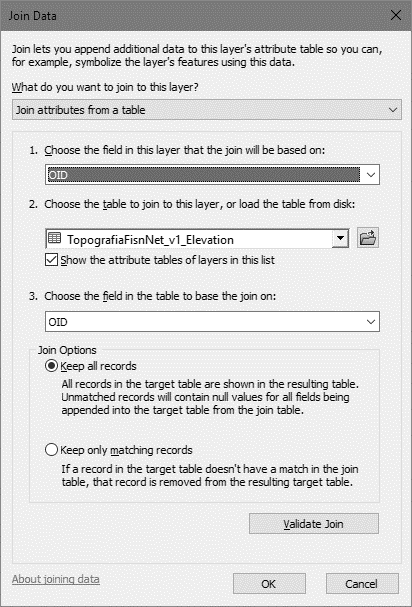 Join Data
Join lets you append additional data to this layer's attribute table so you can,
for example, symbolize the layer's features using this data.
What do you want to join to this layer?
Join attributes from a table
1. Choose the field in this layer that the join will be based on:
OID
2. Choose the table to join to this layer, or load the table from disk:
TopografiaFisnNet_v1_Elevation
Show the attribute tables of layers in this list
3. Choose the field in the table to base the join on:
OID
Join Options
Keep all records
All records in the target table are shown in the resulting table.
Unmatched records will contain null values for all fields being
appended into the target table from the join table.
Keep only matching records
If a record in the target table doesn't have a match in the join
table, that record is removed from the resulting target table.
Validate Join
About joining data
OK
Cancel